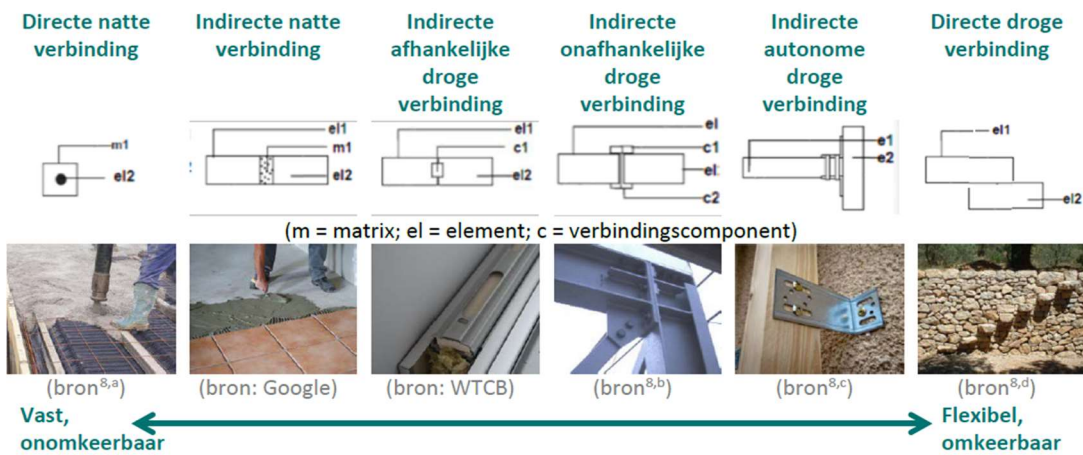 Directe natte
verbinding
Indirecte natte
verbinding
Indirecte
afhankelijke
droge
verbinding
Indirecte
onafhankelijke
droge
verbinding
Indirecte
autonome
droge
verbinding
Directe droge
verbinding
m1
el2
el1
m1
el2
el1
c1
el2
el
c1
el
c2
e1
e2
el1
el2
(m = matrix; el = element; c = verbindingscomponent)
(bron8,a)
(bron: Google)
(bron: WTCB)
(bron8,b)
(bron8,c)
(bron8,d)
Vast,
onomkeerbaar
Flexibel,
omkeerbaar